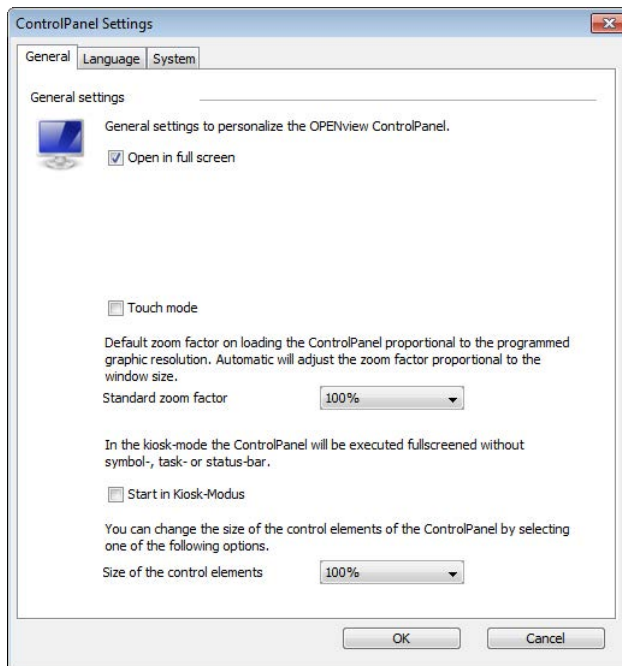 ControlPanel Settings
General Language System
General settings
General settings to personalize the OPENview ControlPanel.
Open in full screen
Touch mode
Default zoom factor on loading the ControlPanel proportional to the programmed
graphic resolution. Automatic will adjust the zoom factor proportional to the
window size.
Standard zoom factor 100%
In the kiosk-mode the ControlPanel will be executed fullscreened without
symbol-, task- or status-bar.
Start in Kiosk-Modus
You can change the size of the control elements of the ControlPanel by selecting
one of the following options.
Size of the control elements 100%
OK Cancel